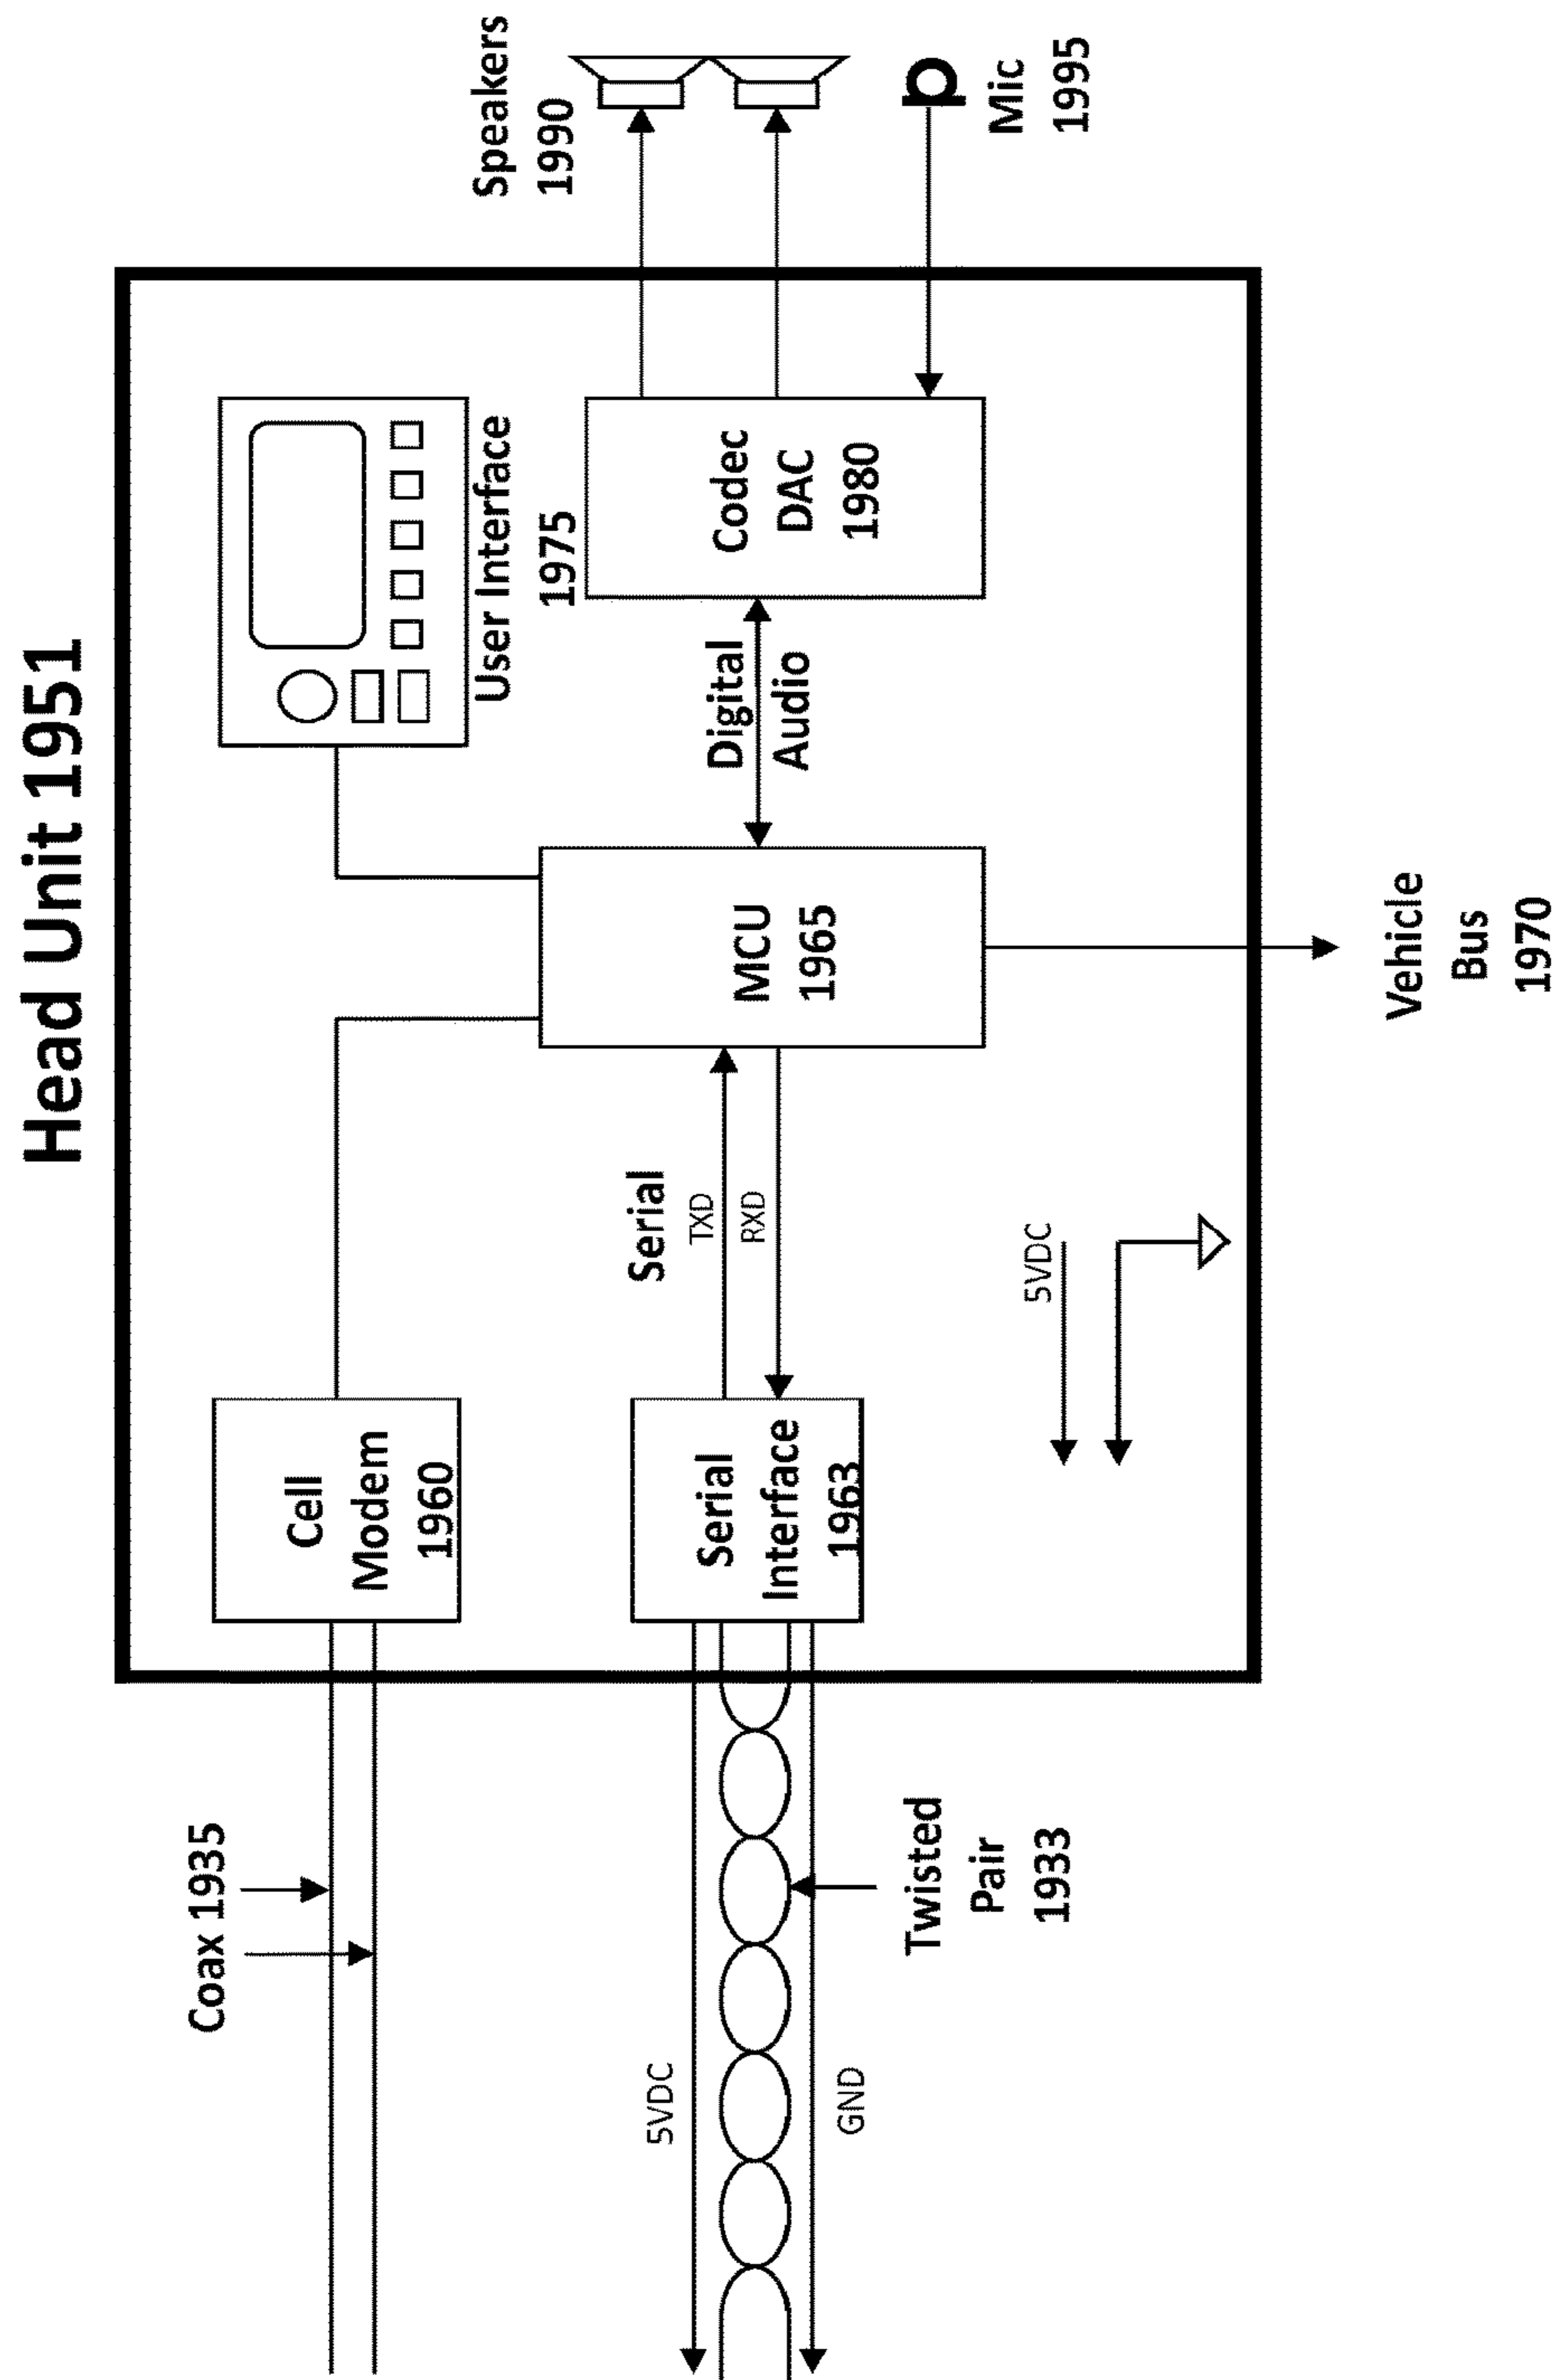 Head Unit 1951
Coax 1935
Cell
Modem
1960
User Interface
1975
Speakers
1990
5VDC
GND
Twisted
Pair
1933
Serial
Interface
1963
Serial
TXD
RXD
MCU
1965
Digital
Audio
Codec
DAC
1980
Mic
1995
5VDC
Vehicle
Bus
1970